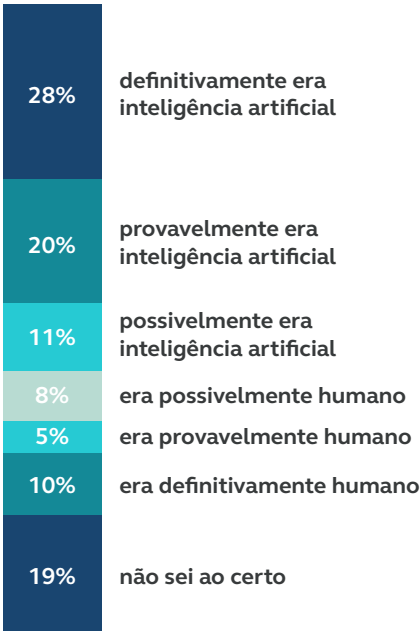 28%
definitivamente era
inteligência artificial
20%
provavelmente era
inteligência artificial
11%
possivelmente era
inteligência artificial
8%
era possivelmente humano
5%
era provavelmente humano
10%
era definitivamente humano
19%
não sei ao certo